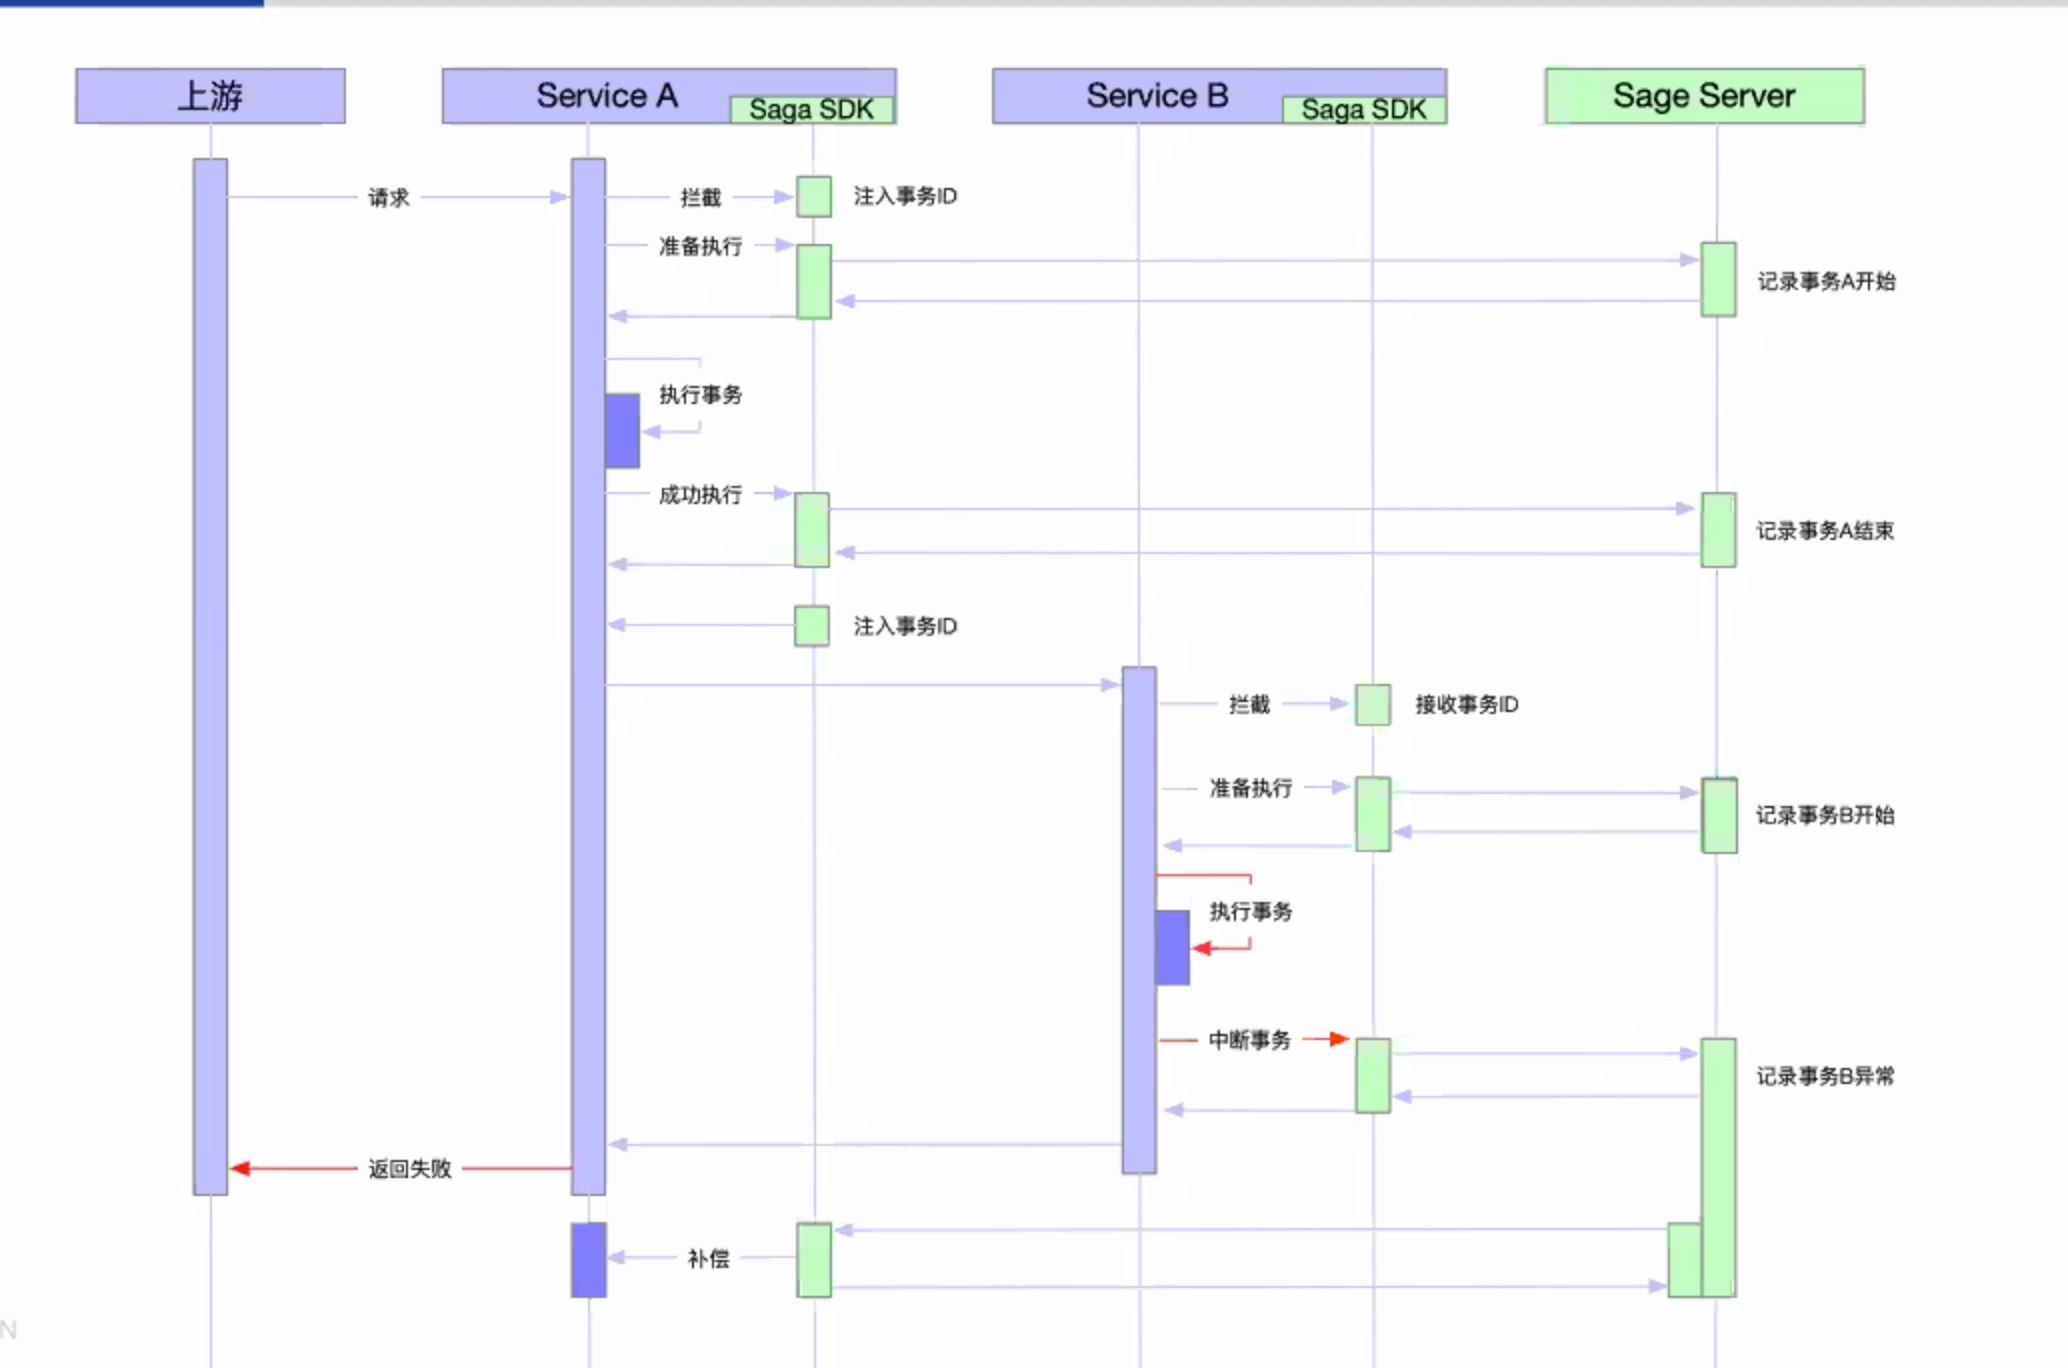 上游
Service A
Saga SDK
Service B
Saga SDK
Sage Server
请求
拦截
注入事务ID
准备执行
记录事务A开始
执行事务
成功执行
记录事务A结束
注入事务ID
拦截
接收事务ID
准备执行
记录事务B开始
执行事务
中断事务
记录事务B异常
返回失败
补偿
N